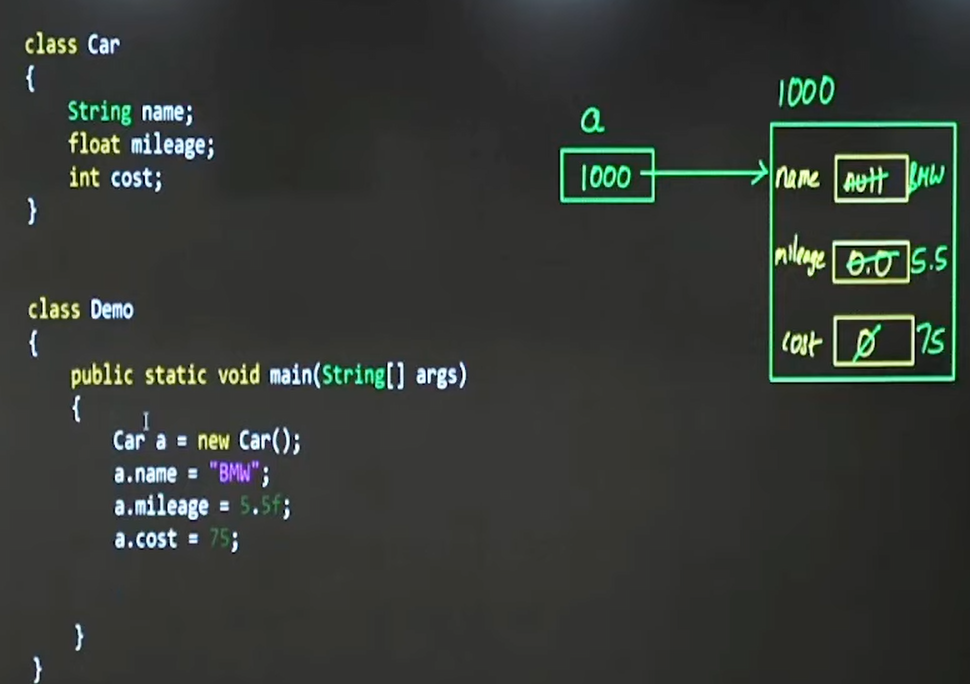 class Car
{
String name;
float mileage;
int cost;
}
class Demo
{
public static void main(String[] args)
{
Car a = new Car();
a.name = "BMW";
a.mileage = 5.5f;
a.cost = 75;
}
}
a
1000
1000
name null BMW
mileage 0.0 5.5
cost 0 75